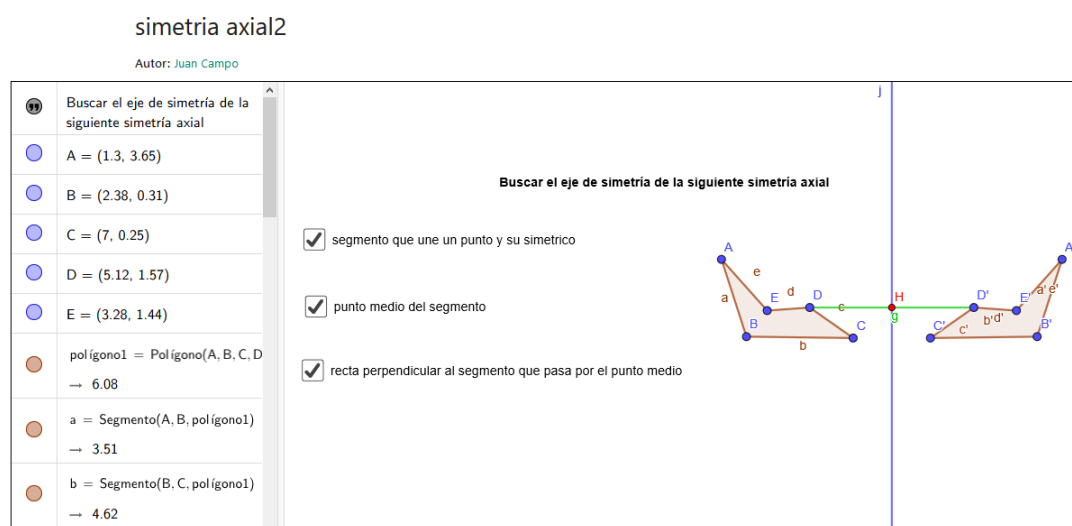 simetria axial2
Autor: Juan Campo
Buscar el eje de simetría de la
siguiente simetría axial
A = (1.3, 3.65)
B = (2.38, 0.31)
C = (7, 0.25)
D = (5.12, 1.57)
E = (3.28, 1.44)
polígono1 = Polígono(A, B, C, D
→ 6.08
a = Segmento(A, B, polígono1)
→ 3.51
b = Segmento(B, C, polígono1)
→ 4.62
j
Buscar el eje de simetría de la siguiente simetría axial
segmento que une un punto y su simetrico
punto medio del segmento
recta perpendicular al segmento que pasa por el punto medio
A
e
a
E
d
D
c
B
C
b
H
g
D'
E'
a'
e'
A
C'
c'
b'
d'
B'